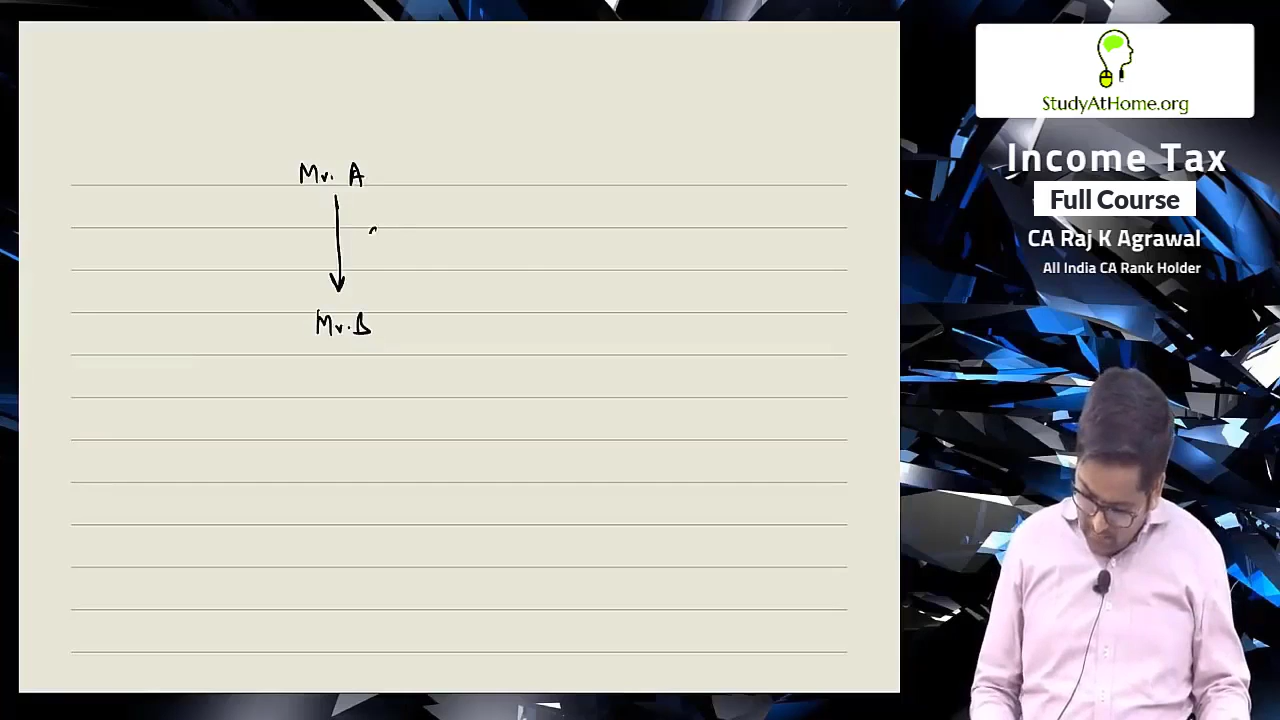 StudyAtHome.org
Income Tax
Full Course
CA Raj K Agrawal
All India CA Rank Holder
Mr. A
Mr. B